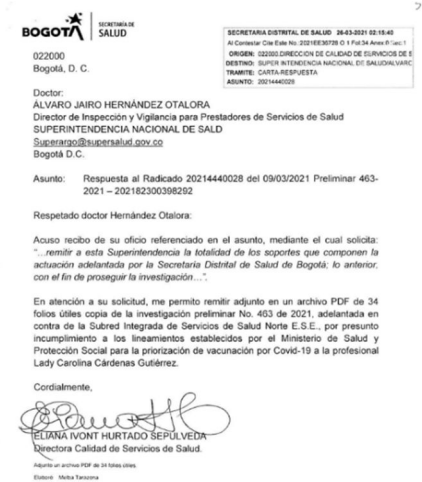 BOGOTÁ
SECRETARÍA DE
SALUD
SECRETARIA DISTRITAL DE SALUD 26-03-2021 02:15:40
Al Contestar Cite Este No.:2021EE36728 O 1 Fol:34 Anex:0
ORIGEN: 022000.DIRECCION DE CALIDAD DE SERVICIOS DE S
DESTINO: SUPER INTENDENCIA NACIONAL DE SALUD/ALVARO
TRAMITE: CARTA-RESPUESTA
ASUNTO: 20214440028
022000
Bogotá, D. C.
Doctor:
ÁLVARO JAIRO HERNÁNDEZ OTALORA
Director de Inspección y Vigilancia para Prestadores de Servicios de Salud
SUPERINTENDENCIA NACIONAL DE SALD
Superargo@supersalud.gov.co
Bogotá D.C.
Asunto: Respuesta al Radicado 20214440028 del 09/03/2021 Preliminar 463-
2021 – 202182300398292
Respetado doctor Hernández Otalora:
Acuso recibo de su oficio referenciado en el asunto, mediante el cual solicita:
“…remitir a esta Superintendencia la totalidad de los soportes que componen la
actuación adelantada por la Secretaria Distrital de Salud de Bogotá; lo anterior,
con el fin de proseguir la investigación…”.
En atención a su solicitud, me permito remitir adjunto en un archivo PDF de 34
folios útiles copia de la investigación preliminar No. 463 de 2021, adelantada en
contra de la Subred Integrada de Servicios de Salud Norte E.S.E., por presunto
incumplimiento a los lineamientos establecidos por el Ministerio de Salud y
Protección Social para la priorización de vacunación por Covid-19 a la profesional
Lady Carolina Cárdenas Gutiérrez.
Cordialmente,
ELIANA IVONT HURTADO SEPÚLVEDA
Directora Calidad de Servicios de Salud.
Adjunto un archivo PDF de 34 folios útiles.
Elaboró Melba Tarazona